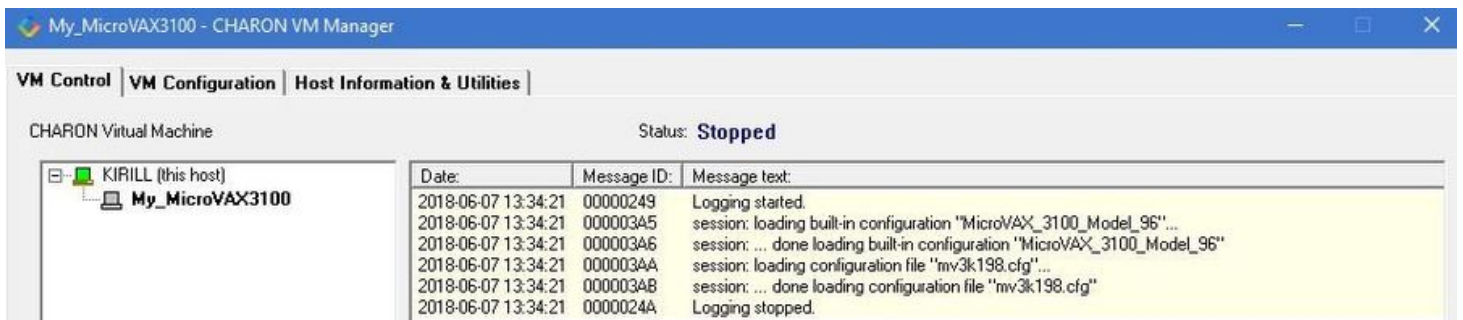 My_MicroVAX3100 - CHARON VM Manager
VM Control VM Configuration Host Information & Utilities
CHARON Virtual Machine Status: Stopped
KIRILL (this host)
My_MicroVAX3100
Date: Message ID: Message text:
2018-06-07 13:34:21 00000249 Logging started.
2018-06-07 13:34:21 000003A5 session: loading built-in configuration "MicroVAX_3100_Model_96"...
2018-06-07 13:34:21 000003A6 session: ... done loading built-in configuration "MicroVAX_3100_Model_96"
2018-06-07 13:34:21 000003AA session: loading configuration file "mv3k198.cfg"...
2018-06-07 13:34:21 000003AB session: ... done loading configuration file "mv3k198.cfg"
2018-06-07 13:34:21 0000024A Logging stopped.